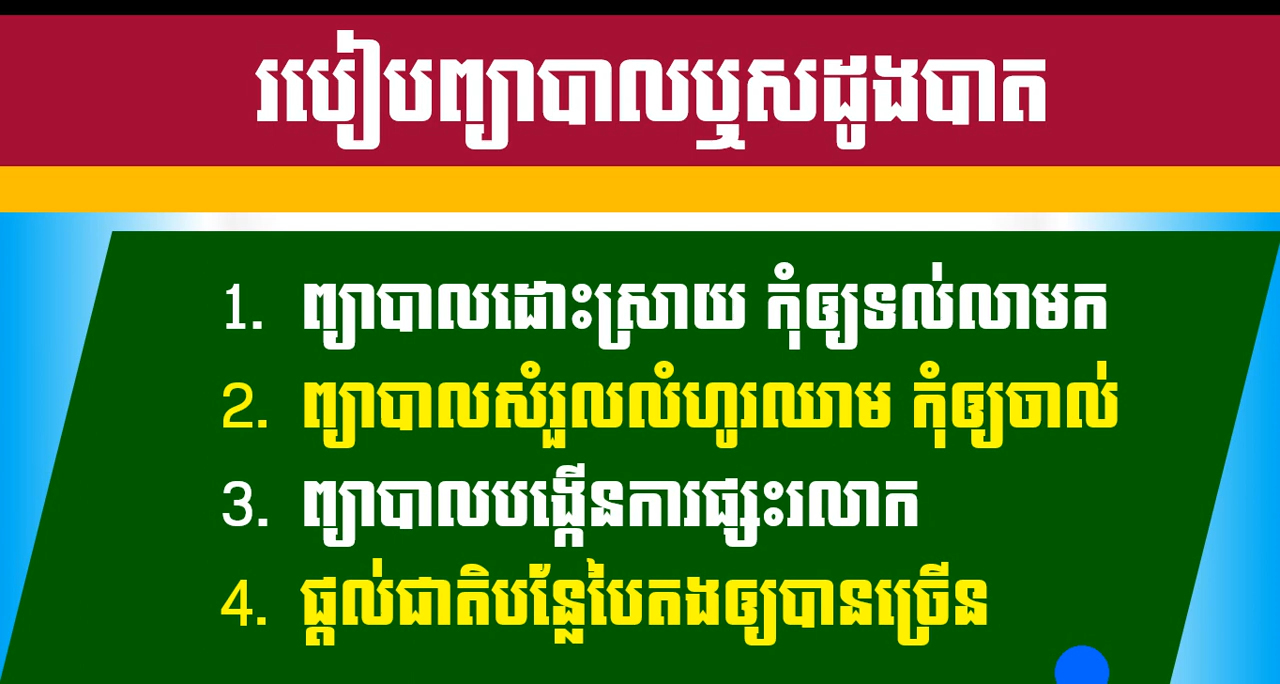 របៀបព្យាបាលឬសដូងបាត
1. ព្យាបាលដោះស្រាយ កុំឲ្យទល់លាមក
2. ព្យាបាលសំរួលលំហូរឈាម កុំឲ្យចាល់
3. ព្យាបាលបង្កើនការផ្សះរលាក
4. ផ្តល់ជាតិបន្លែបៃតងឲ្យបានច្រើន